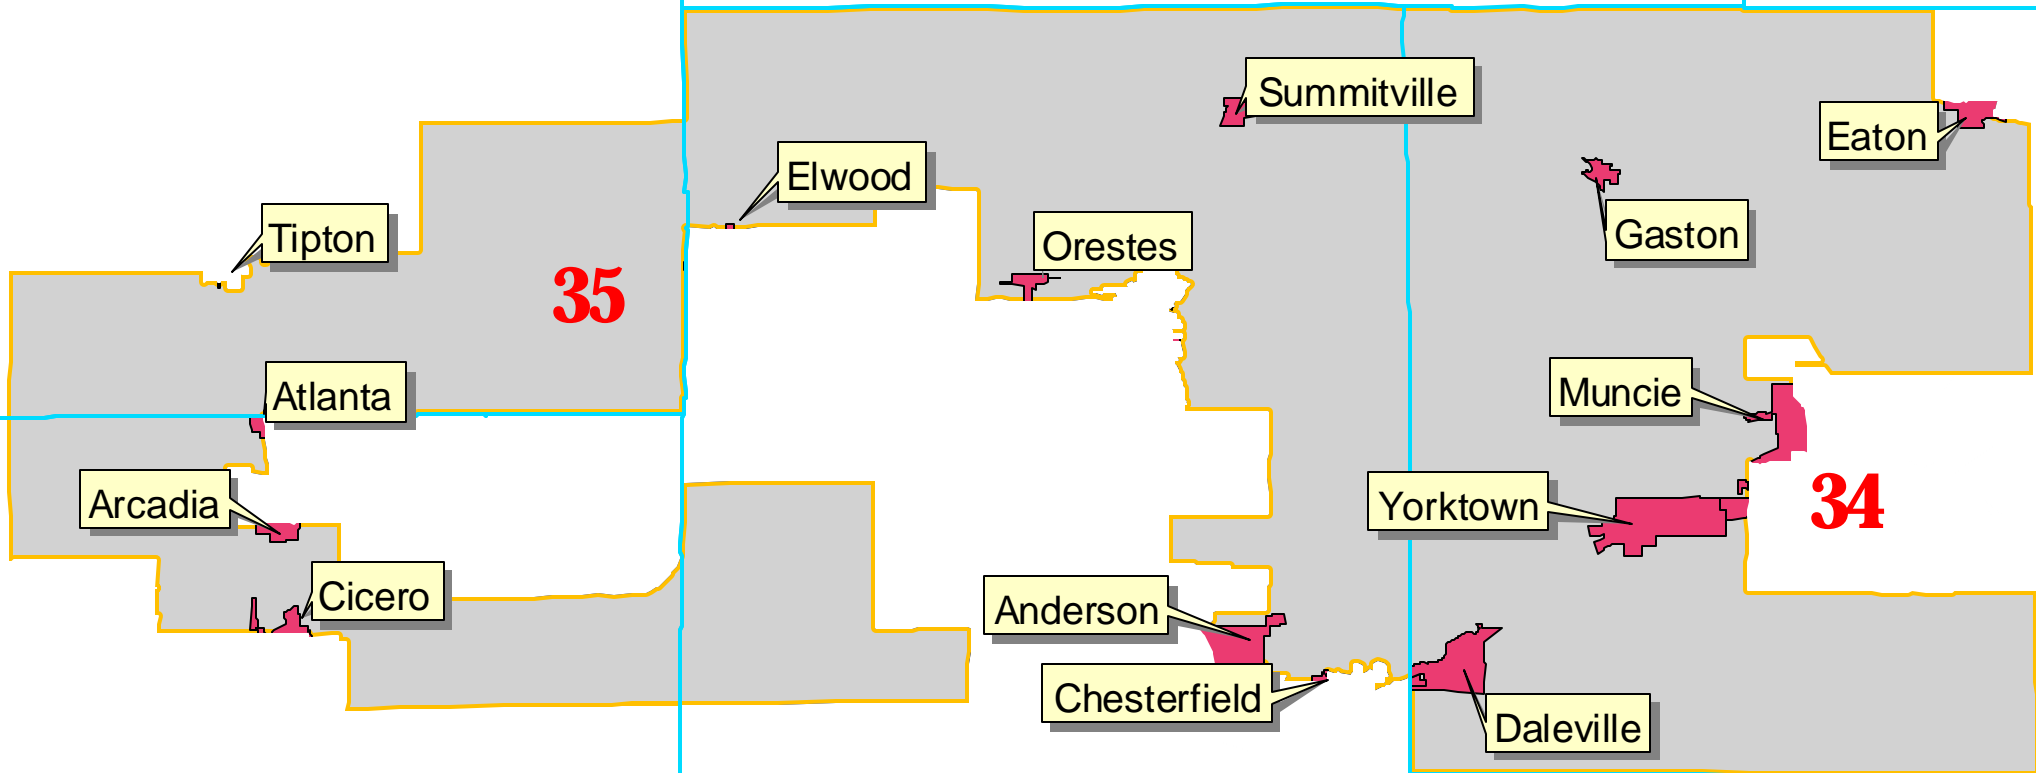 Summitville
Eaton
Elwood
Tipton
Orestes
Gaston
35
Atlanta
Muncie
Arcadia
Yorktown
34
Cicero
Anderson
Chesterfield
Daleville